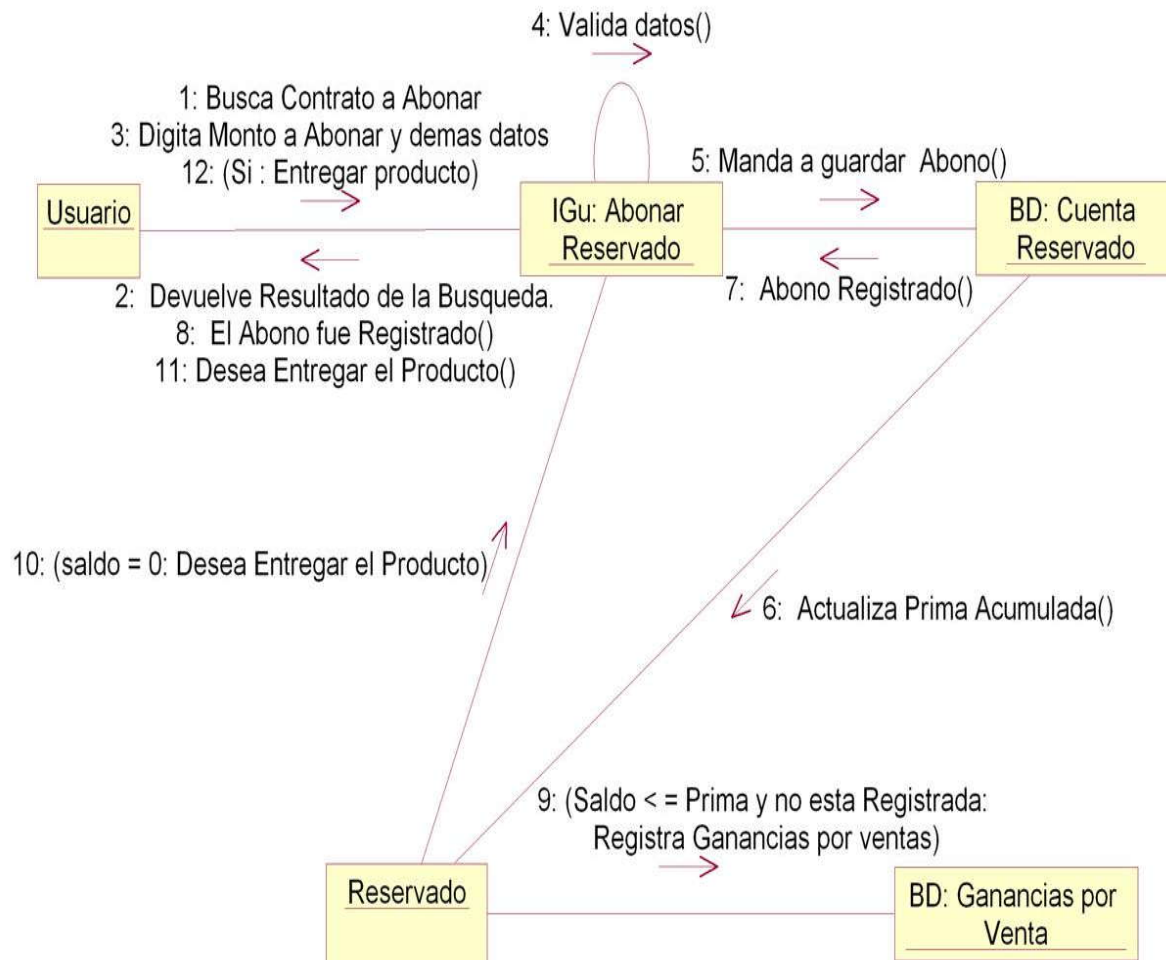 4: Valida datos()
1: Busca Contrato a Abonar
3: Digita Monto a Abonar y demas datos
12: (Si : Entregar producto)
5: Manda a guardar Abono()
Usuario
IGu: Abonar
Reservado
BD: Cuenta
Reservado
2: Devuelve Resultado de la Busqueda.
8: El Abono fue Registrado()
11: Desea Entregar el Producto()
7: Abono Registrado()
10: (saldo = 0: Desea Entregar el Producto)
6: Actualiza Prima Acumulada()
9: (Saldo < = Prima y no esta Registrada:
Registra Ganancias por ventas)
Reservado
BD: Ganancias por
Venta